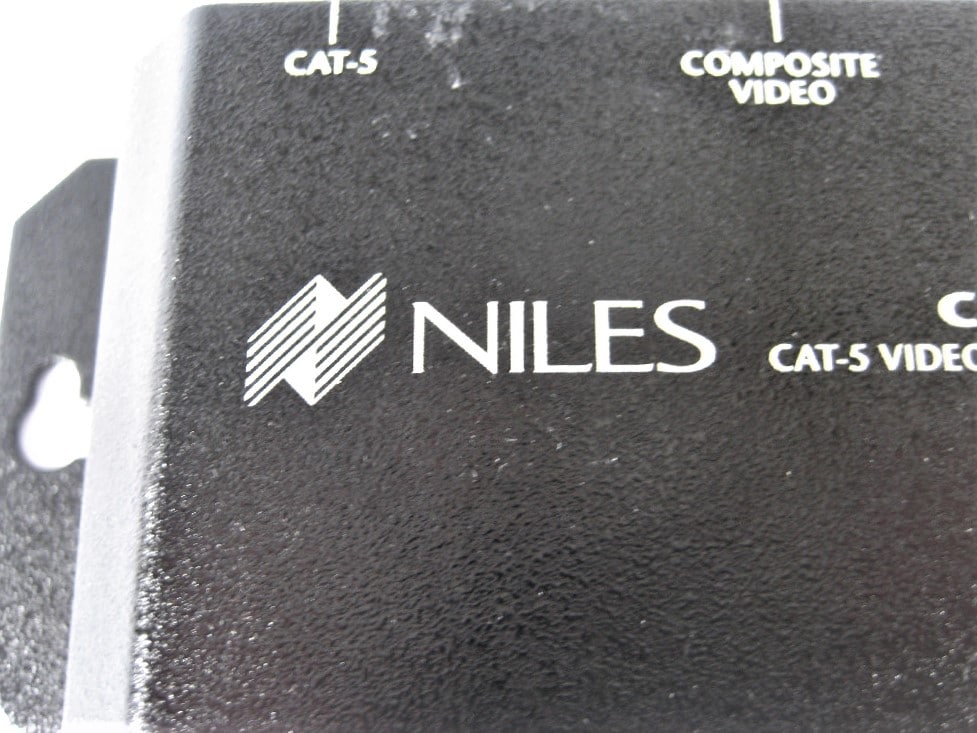 CAT-5
COMPOSITE
VIDEO
NILES
CAT-5 VIDEO